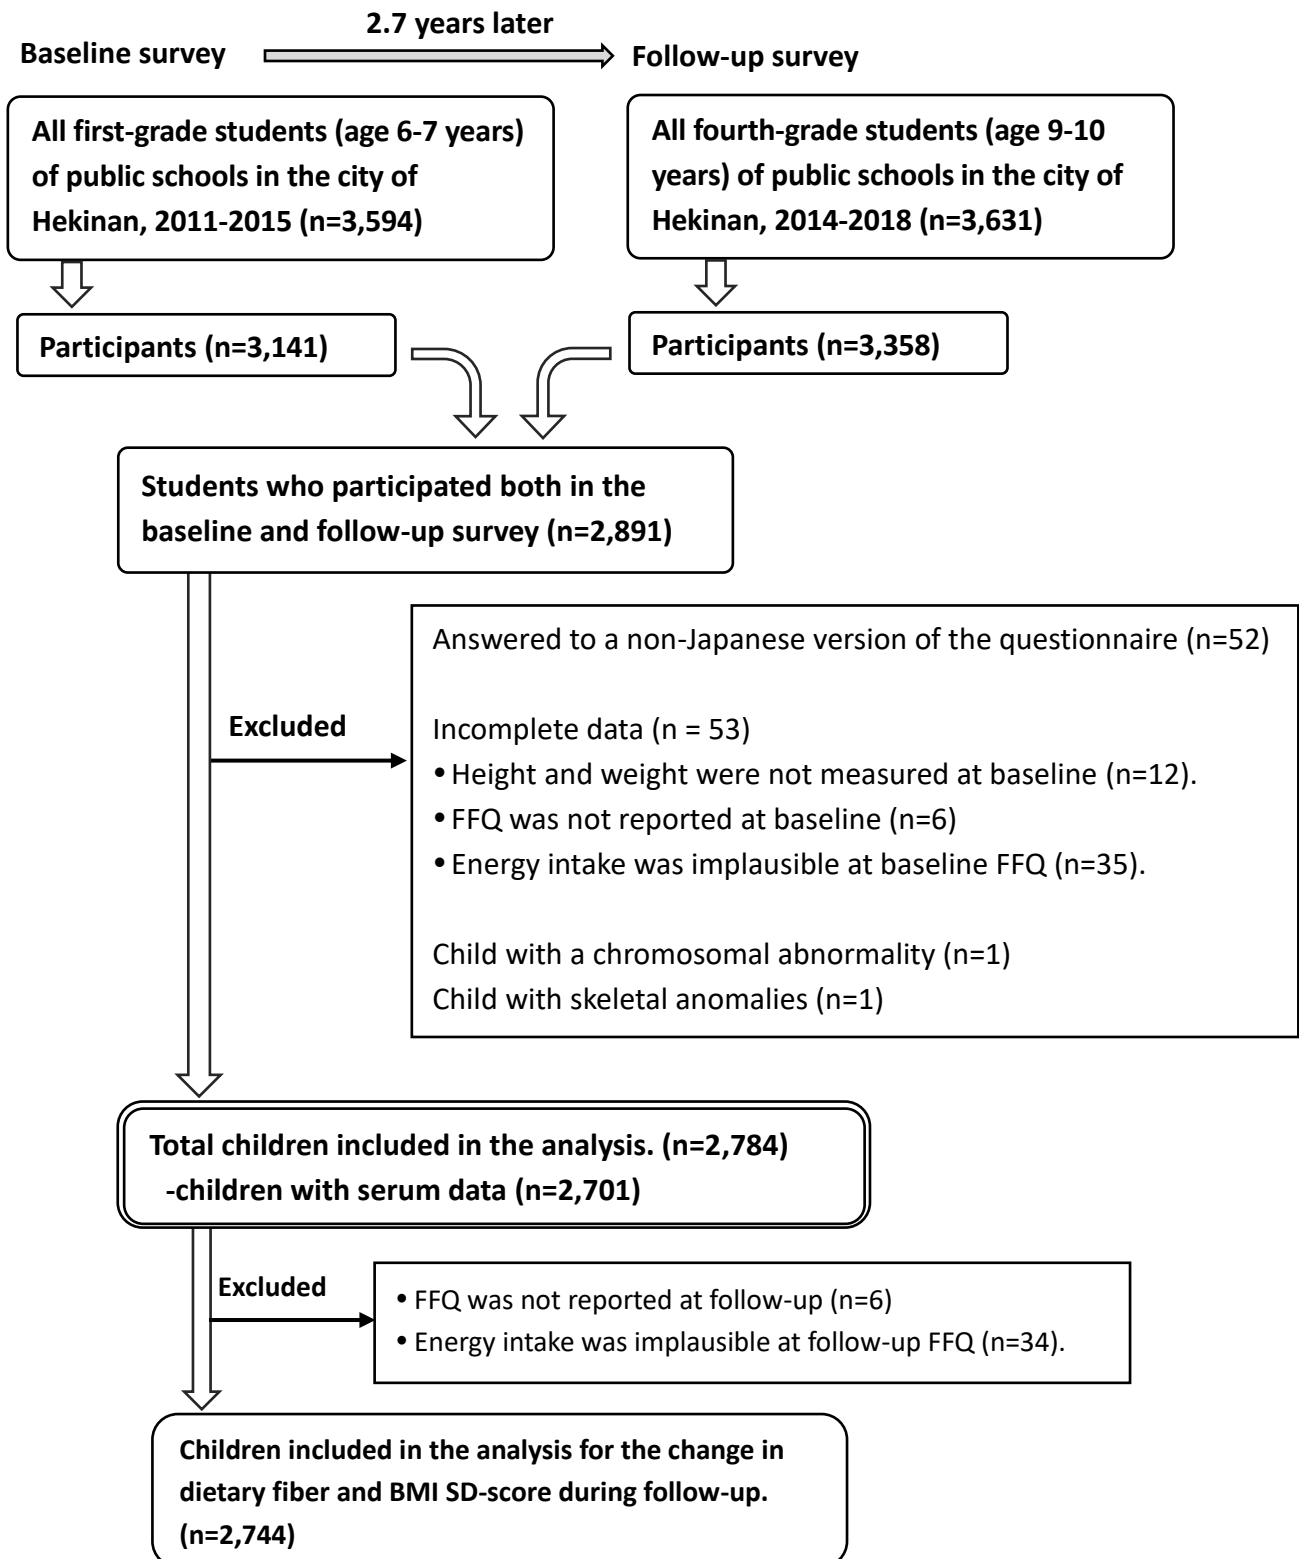 2.7 years later
Baseline survey
Follow-up survey
All first-grade students (age 6-7 years)
of public schools in the city of
Hekinan, 2011-2015 (n=3,594)
All fourth-grade students (age 9-10
years) of public schools in the city of
Hekinan, 2014-2018 (n=3,631)
Participants (n=3,141)
Participants (n=3,358)
Students who participated both in the
baseline and follow-up survey (n=2,891)
Excluded
Answered to a non-Japanese version of the questionnaire (n=52)
Incomplete data (n = 53)
• Height and weight were not measured at baseline (n=12).
• FFQ was not reported at baseline (n=6)
• Energy intake was implausible at baseline FFQ (n=35).
Child with a chromosomal abnormality (n=1)
Child with skeletal anomalies (n=1)
Total children included in the analysis. (n=2,784)
-children with serum data (n=2,701)
Excluded
• FFQ was not reported at follow-up (n=6)
• Energy intake was implausible at follow-up FFQ (n=34).
Children included in the analysis for the change in
dietary fiber and BMI SD-score during follow-up.
(n=2,744)